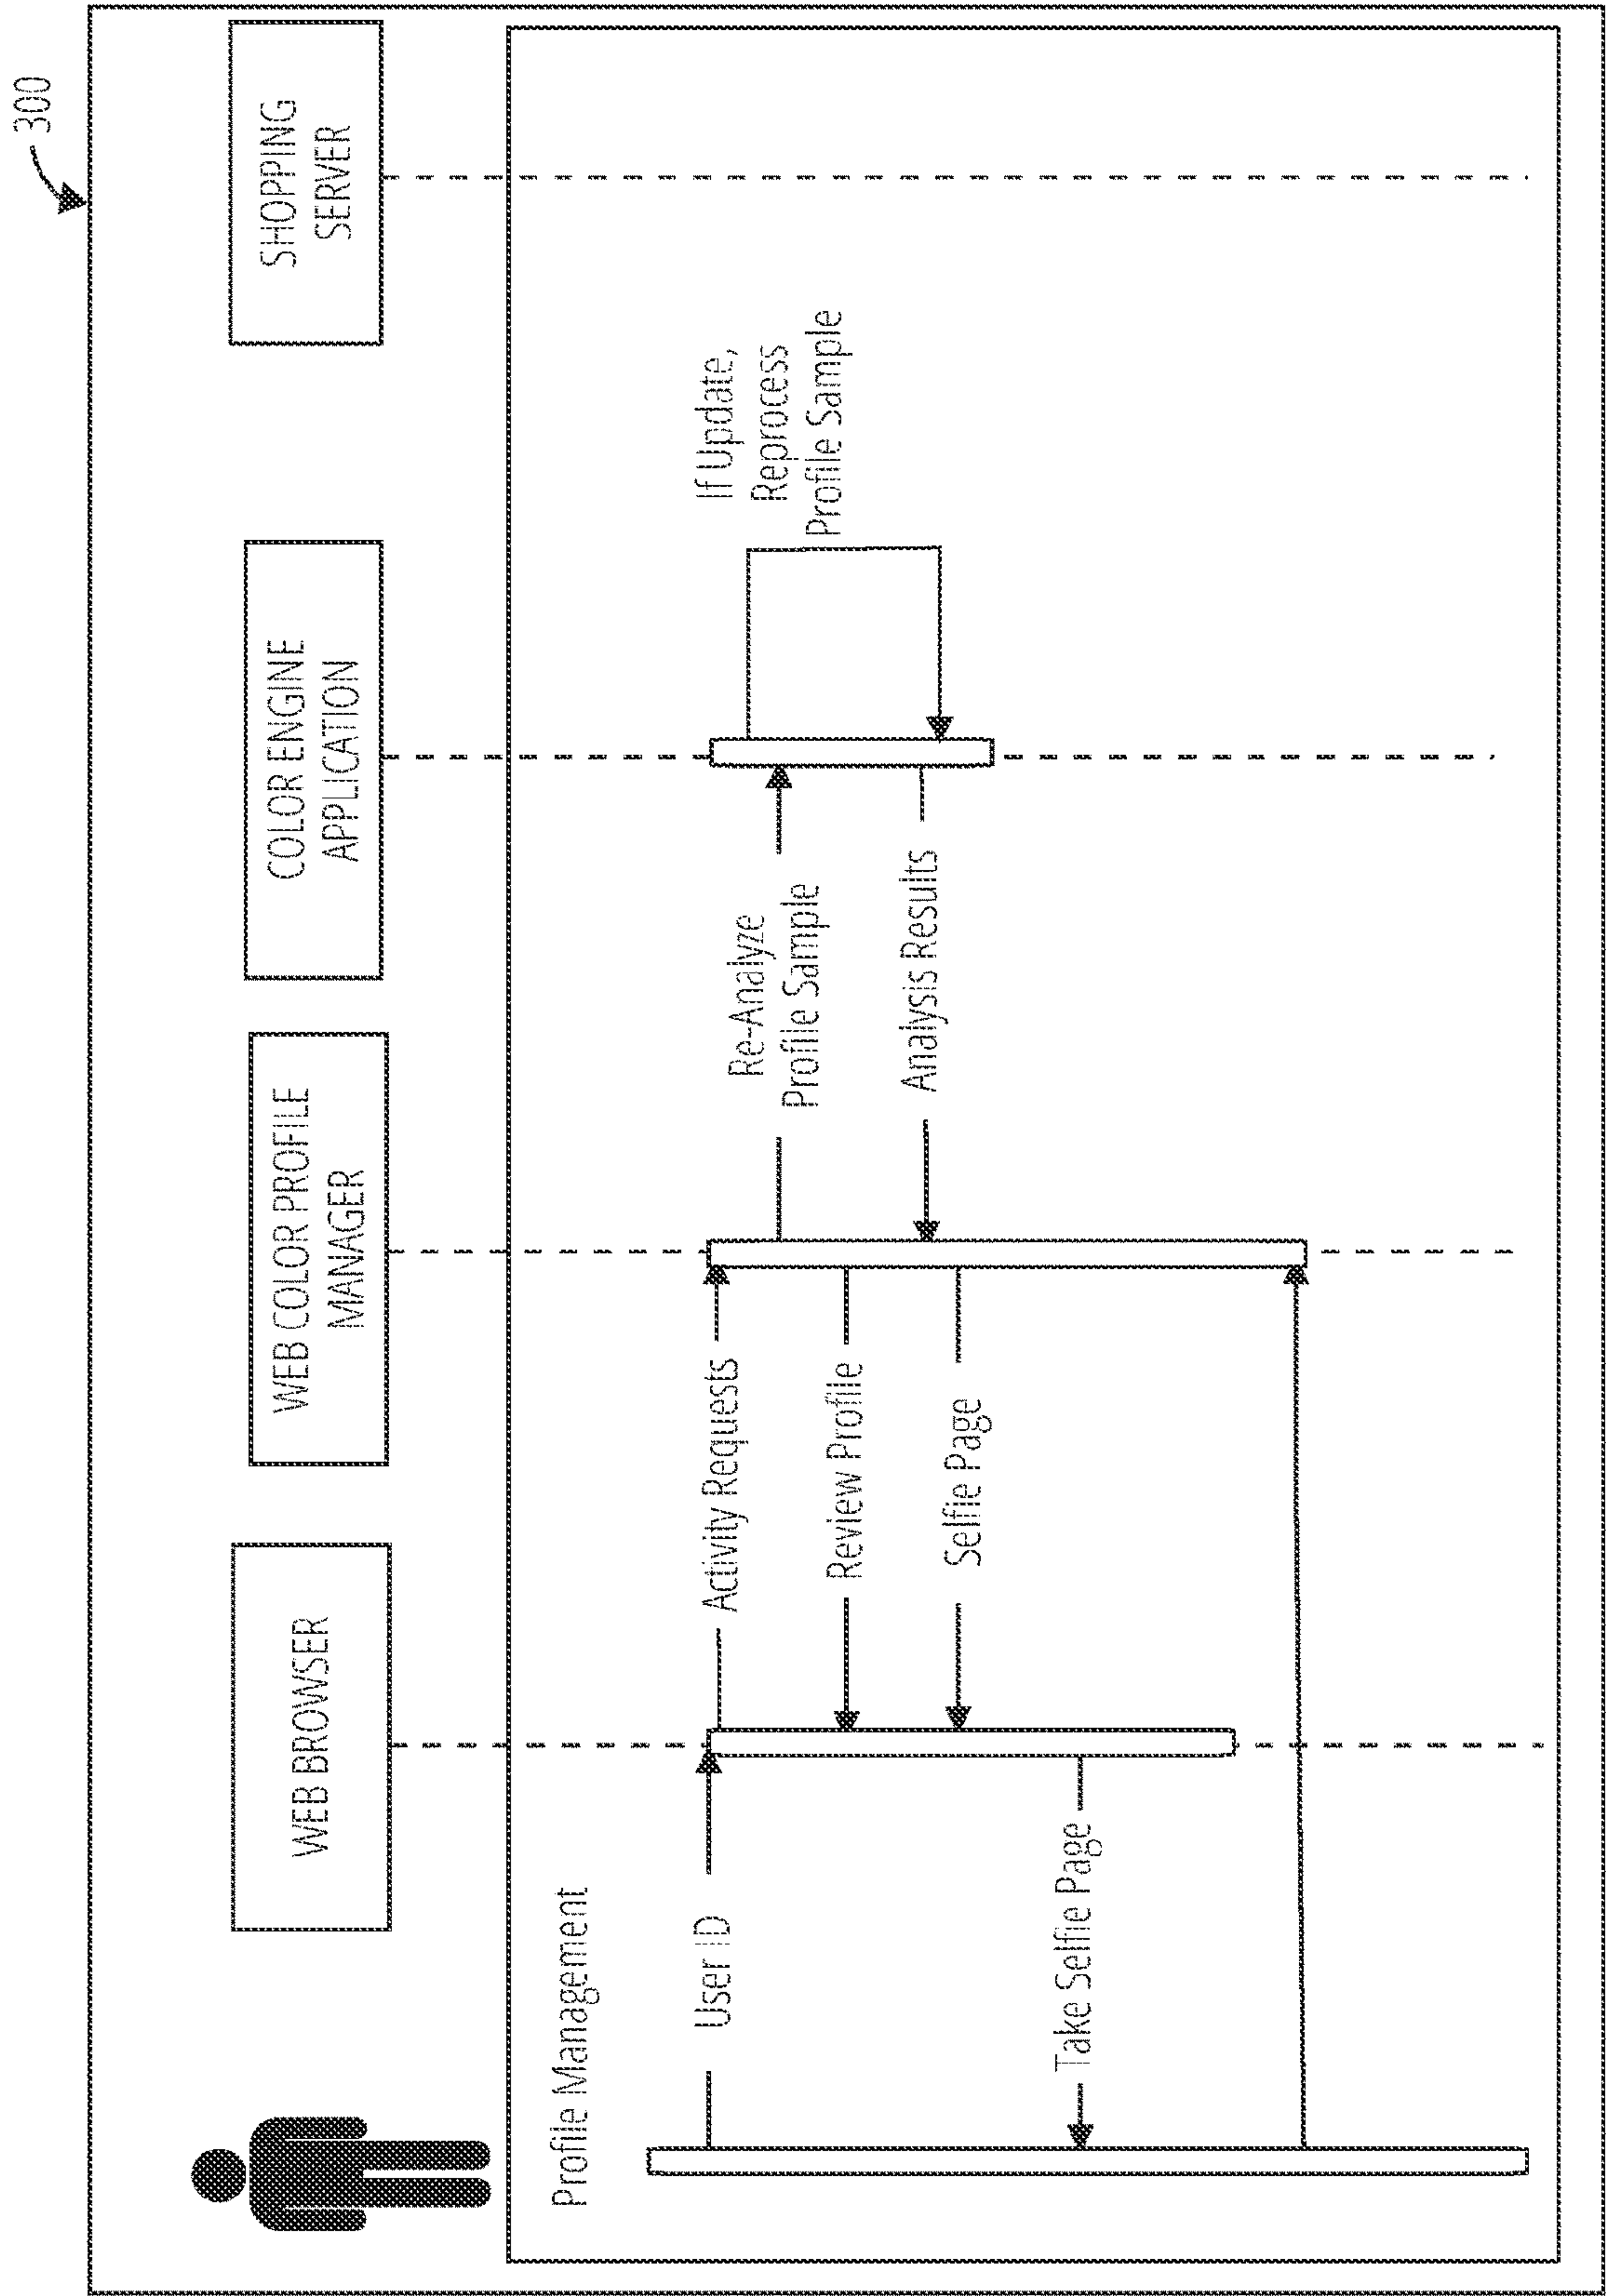 300
WEB BROWSER
WEB COLOR PROFILE
MANAGER
COLOR ENGINE
APPLICATION
SHOPPING
SERVER
Profile Management
User ID
Activity Requests
Re-Analyze
Profile Sample
If Update,
Reprocess
Profile Sample
Review Profile
Analysis Results
Selfie Page
Take Selfie Page